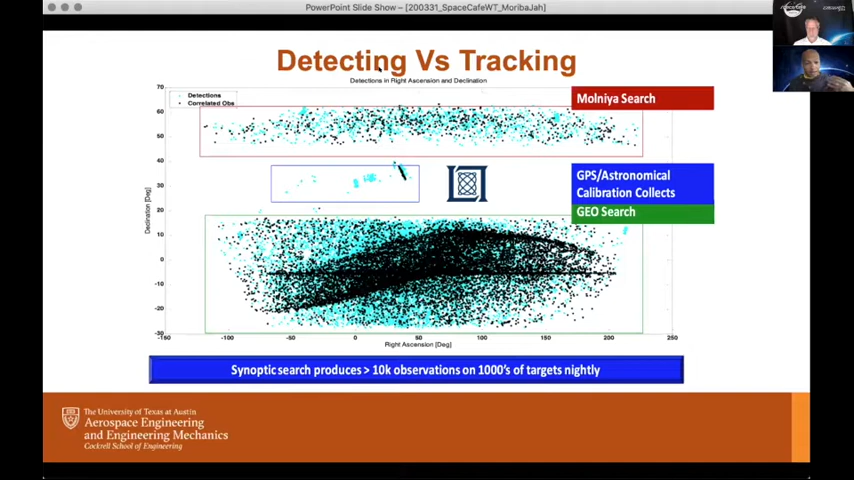 PowerPoint Slide Show - [200331_SpaceCafeWT_MoribaJah]
Detecting Vs Tracking
Detections in Right Ascension and Declination
Detections
Correlated Obs
Molniya Search
GPS/Astronomical
Calibration Collects
GEO Search
Declination [Deg]
70
60
50
40
30
20
10
0
-10
-20
-30
-150
-100
-50
0
50
100
150
200
250
Right Ascension [Deg]
Synoptic search produces > 10k observations on 1000's of targets nightly
The University of Texas at Austin
Aerospace Engineering
and Engineering Mechanics
Cockrell School of Engineering